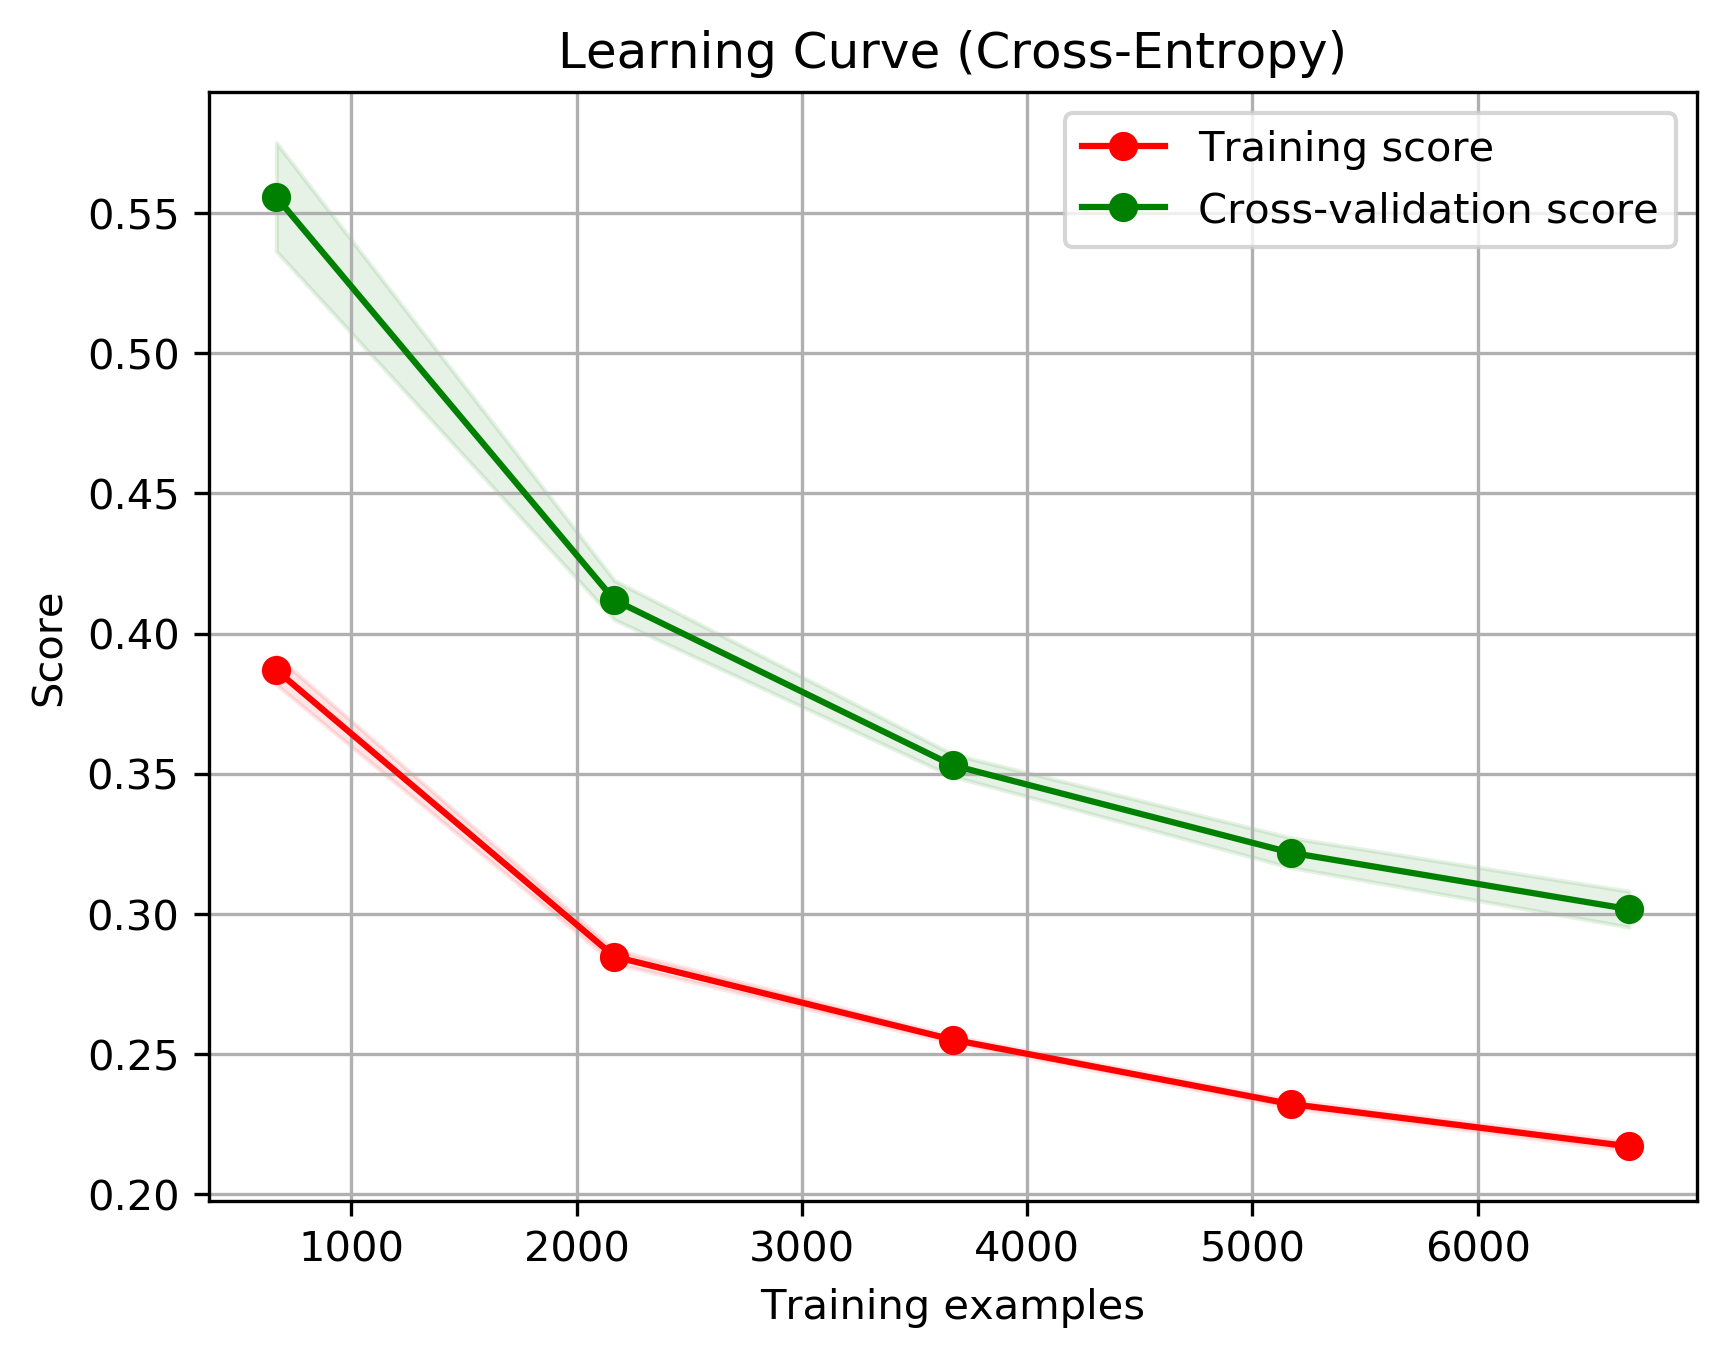 Learning Curve (Cross-Entropy)
Training score
Cross-validation score
0.55
0.50
0.45
0.40
0.35
0.30
0.25
0.20
Score
1000 2000 3000 4000 5000 6000
Training examples